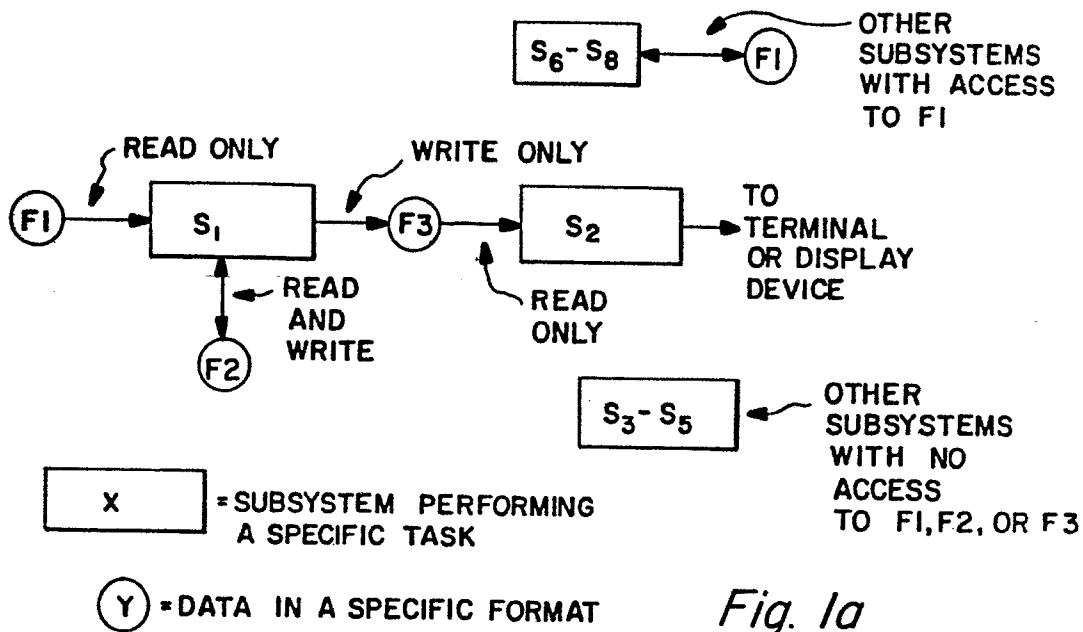 S6-S8
F1
OTHER
SUBSYSTEMS
WITH ACCESS
TO F1
READ ONLY
WRITE ONLY
F1
S1
F3
S2
TO
TERMINAL
OR DISPLAY
DEVICE
READ
AND
WRITE
READ
ONLY
F2
S3-S5
OTHER
SUBSYSTEMS
WITH NO
ACCESS
TO F1, F2, OR F3
X
=SUBSYSTEM PERFORMING
A SPECIFIC TASK
Y
=DATA IN A SPECIFIC FORMAT
Fig. 1a